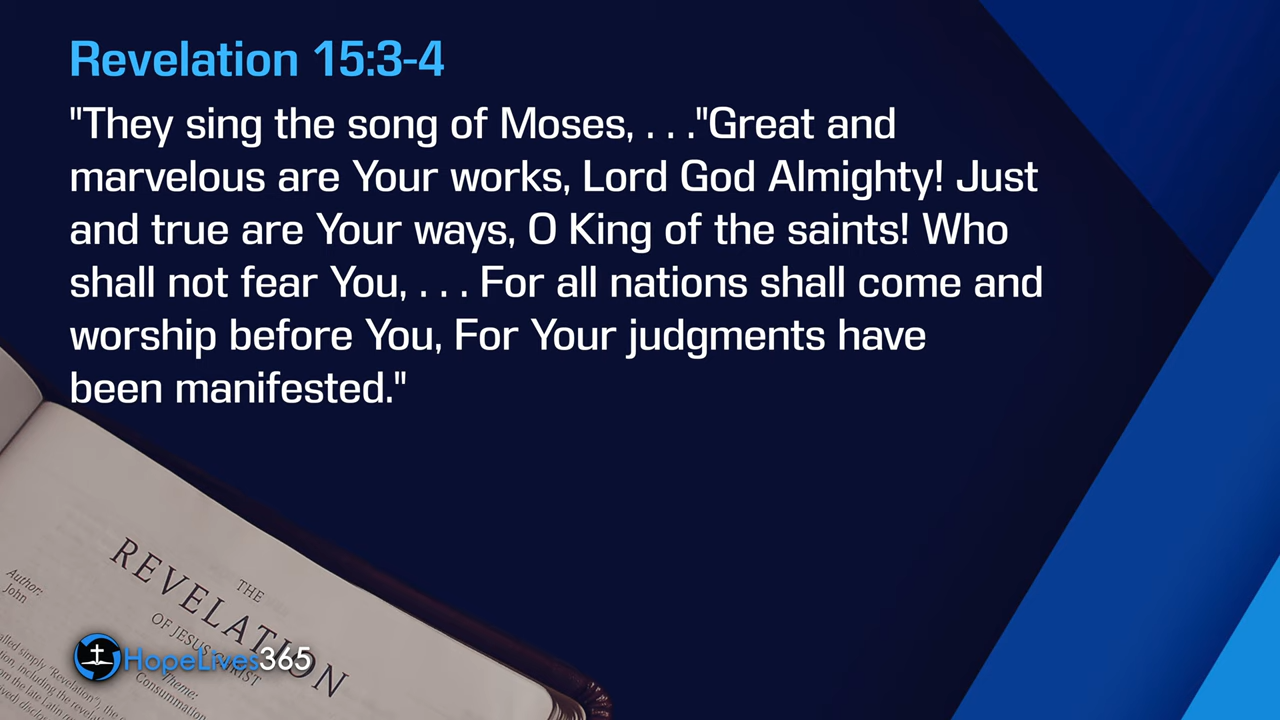 Revelation 15:3-4
"They sing the song of Moses, . . ."Great and
marvelous are Your works, Lord God Almighty! Just
and true are Your ways, O King of the saints! Who
shall not fear You, . . . For all nations shall come and
worship before You, For Your judgments have
been manifested."
THE
REVELATION
OF JESUS CHRIST
Author:
John
Theme:
Consummation
HopeLives365